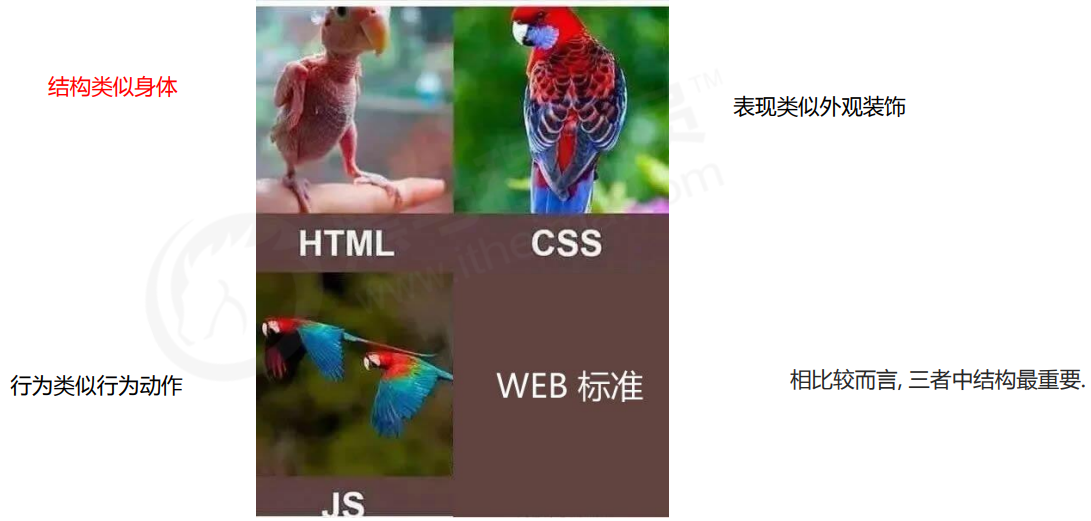 结构类似身体
表现类似外观装饰
HTML
CSS
行为类似行为动作
WEB 标准
相比较而言, 三者中结构最重要.
JS